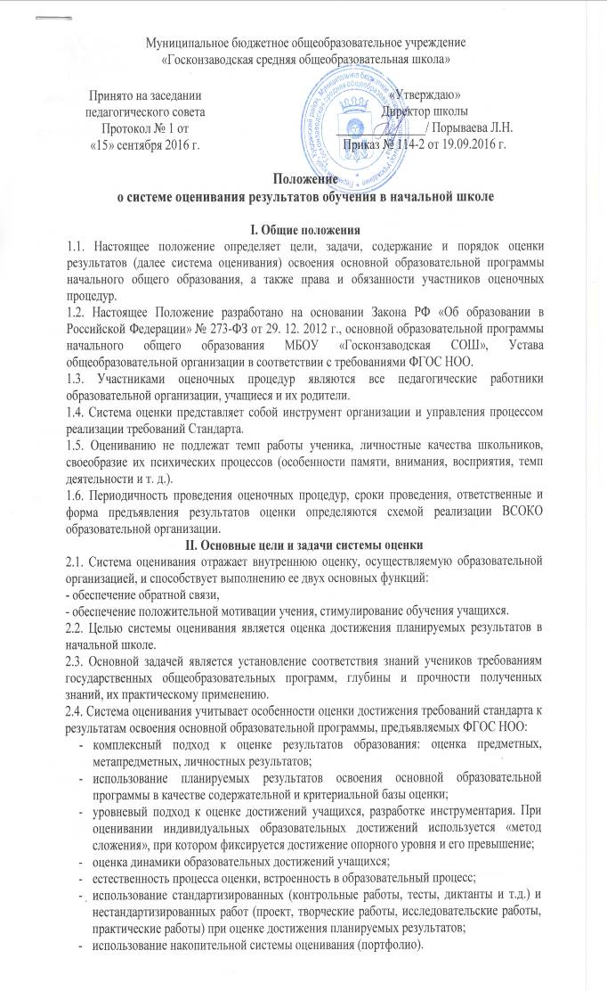 Муниципальное бюджетное общеобразовательное учреждение
«Госконзаводская средняя общеобразовательная школа»
Принято на заседании
педагогического совета
Протокол № 1 от
«15» сентября 2016 г.
«Утверждаю»
Директор школы
/ Порываева Л.Н.
Приказ № 114-2 от 19.09.2016 г.
Положение
о системе оценивания результатов обучения в начальной школе
I. Общие положения
1.1. Настоящее положение определяет цели, задачи, содержание и порядок оценки
результатов (далее система оценивания) освоения основной образовательной программы
начального общего образования, а также права и обязанности участников оценочных
процедур.
1.2. Настоящее Положение разработано на основании Закона РФ «Об образовании в
Российской Федерации» № 273-ФЗ от 29. 12. 2012 г., основной образовательной программы
начального общего образования МБОУ «Госконзаводская СОШ», Устава
общеобразовательной организации в соответствии с требованиями ФГОС НОО.
1.3. Участниками оценочных процедур являются все педагогические работники
образовательной организации, учащиеся и их родители.
1.4. Система оценки представляет собой инструмент организации и управления процессом
реализации требований Стандарта.
1.5. Оцениванию не подлежат темп работы ученика, личностные качества школьников,
своеобразие их психических процессов (особенности памяти, внимания, восприятия, темп
деятельности и т. д.).
1.6. Периодичность проведения оценочных процедур, сроки проведения, ответственные и
форма предъявления результатов оценки определяются схемой реализации ВСОКО
образовательной организации.
II. Основные цели и задачи системы оценки
2.1. Система оценивания отражает внутреннюю оценку, осуществляемую образовательной
организацией, и способствует выполнению ее двух основных функций:
- обеспечение обратной связи,
- обеспечение положительной мотивации учения, стимулирование обучения учащихся.
2.2. Целью системы оценивания является оценка достижения планируемых результатов в
начальной школе.
2.3. Основной задачей является установление соответствия знаний учеников требованиям
государственных общеобразовательных программ, глубины и прочности полученных
знаний, их практическому применению.
2.4. Система оценивания учитывает особенности оценки достижения требований стандарта к
результатам освоения основной образовательной программы, предъявляемых ФГОС НОО:
- комплексный подход к оценке результатов образования: оценка предметных,
метапредметных, личностных результатов;
- использование планируемых результатов освоения основной образовательной
программы в качестве содержательной и критериальной базы оценки;
- уровневый подход к оценке достижений учащихся, разработке инструментария. При
оценивании индивидуальных образовательных достижений используется «метод
сложения», при котором фиксируется достижение опорного уровня и его превышение;
- оценка динамики образовательных достижений учащихся;
- естественность процесса оценки, встроенность в образовательный процесс;
- использование стандартизированных (контрольные работы, тесты, диктанты и т.д.) и
нестандартизированных работ (проект, творческие работы, исследовательские работы,
практические работы) при оценке достижения планируемых результатов;
- использование накопительной системы оценивания (портфолио).